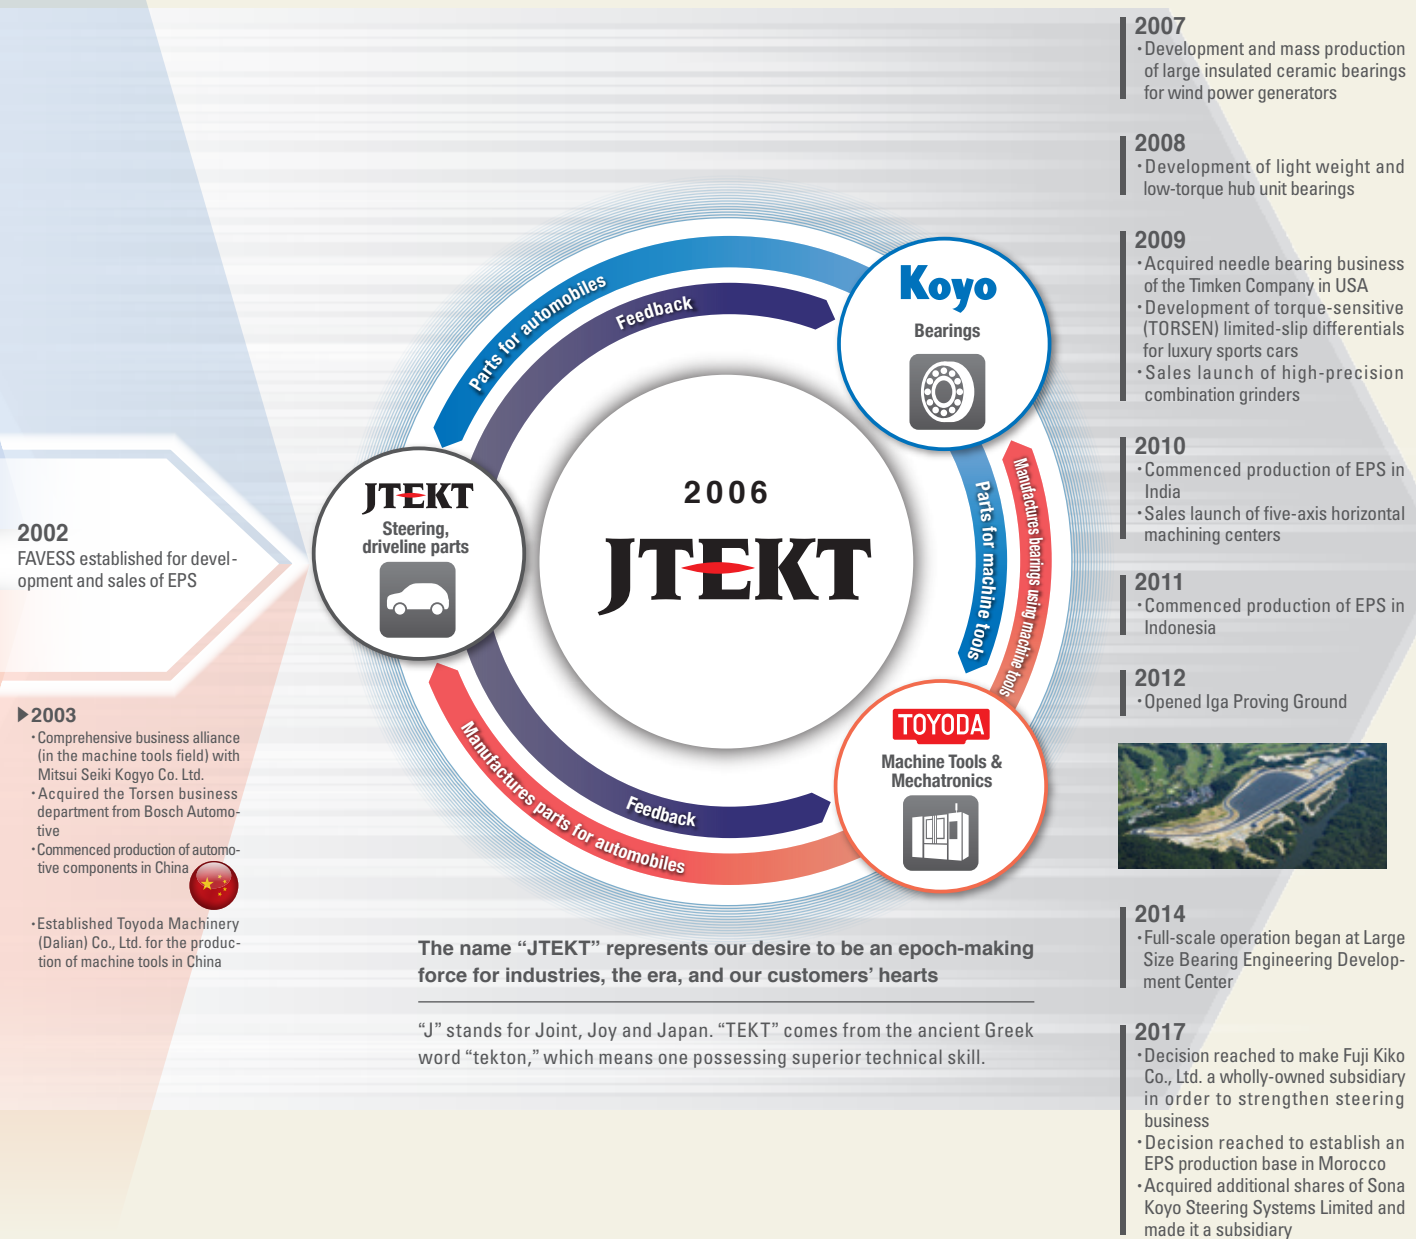 2002
FAVESS established for devel-
opment and sales of EPS
▶2003
・Comprehensive business alliance
(in the machine tools field) with
Mitsui Seiki Kogyo Co. Ltd.
・Acquired the Torsen business
department from Bosch Automo-
tive
・Commenced production of automo-
tive components in China
・Established Toyoda Machinery
(Dalian) Co., Ltd. for the produc-
tion of machine tools in China
Parts for automobiles
Feedback
Koyo
Bearings
JTEKT
Steering,
driveline parts
2006
JTEKT
Parts for machine tools
Manufactures bearings using machine tools
TOYODA
Machine Tools &
Mechatronics
Feedback
Manufactures parts for automobiles
The name “JTEKT” represents our desire to be an epoch-making
force for industries, the era, and our customers’ hearts
“J” stands for Joint, Joy and Japan. “TEKT” comes from the ancient Greek
word “tekton,” which means one possessing superior technical skill.
2007
・Development and mass production
of large insulated ceramic bearings
for wind power generators
2008
・Development of light weight and
low-torque hub unit bearings
2009
・Acquired needle bearing business
of the Timken Company in USA
・Development of torque-sensitive
(TORSEN) limited-slip differentials
for luxury sports cars
・Sales launch of high-precision
combination grinders
2010
・Commenced production of EPS in
India
・Sales launch of five-axis horizontal
machining centers
2011
・Commenced production of EPS in
Indonesia
2012
・Opened Iga Proving Ground
2014
・Full-scale operation began at Large
Size Bearing Engineering Develop-
ment Center
2017
・Decision reached to make Fuji Kiko
Co., Ltd. a wholly-owned subsidiary
in order to strengthen steering
business
・Decision reached to establish an
EPS production base in Morocco
・Acquired additional shares of Sona
Koyo Steering Systems Limited and
made it a subsidiary